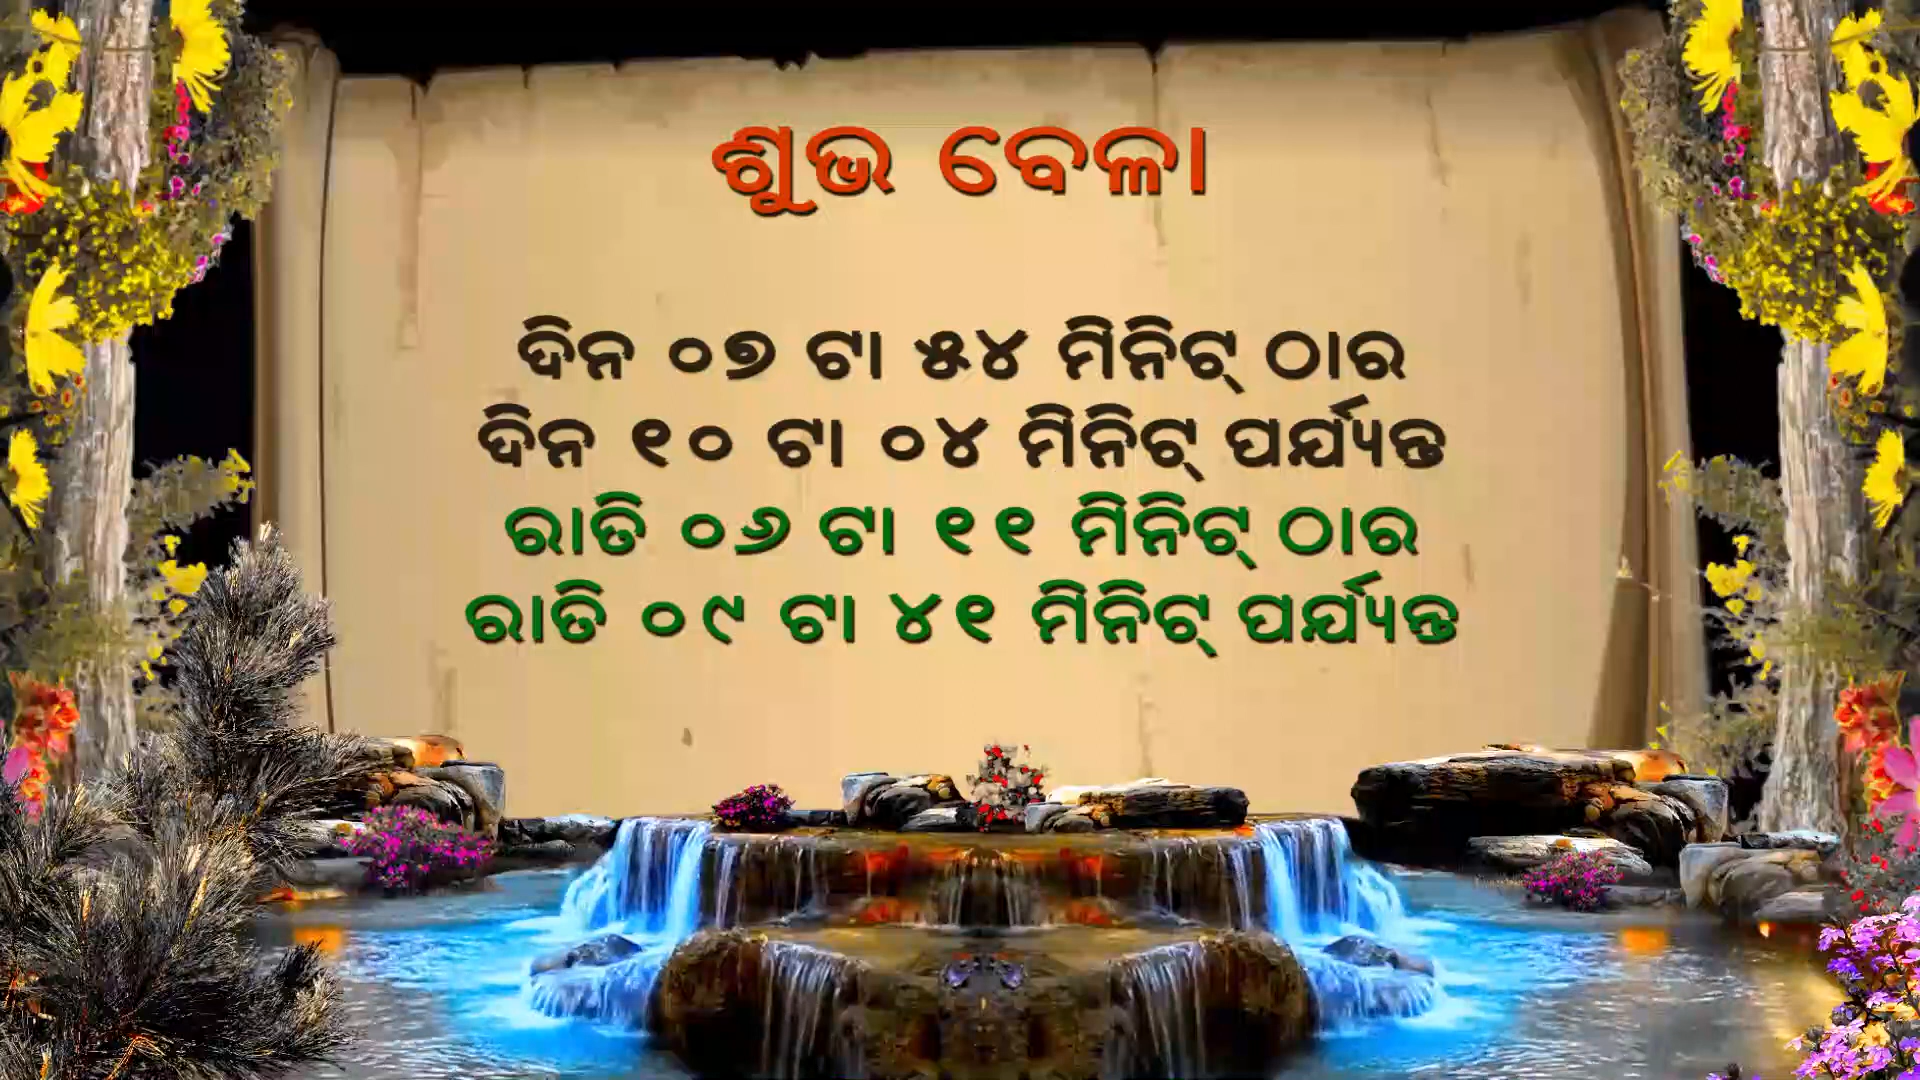 ଶୁଭ ବେଳା
ଦିନ ୦୭ ଟା ୫୪ ମିନିଟ୍ ଠାର
ଦିନ ୧୦ ଟା ୦୪ ମିନିଟ୍ ପର୍ଯ୍ୟନ୍ତ
ରାତି ୦୬ ଟା ୧୧ ମିନିଟ୍ ଠାର
ରାତି ୦୯ ଟା ୪୧ ମିନିଟ୍ ପର୍ଯ୍ୟନ୍ତ